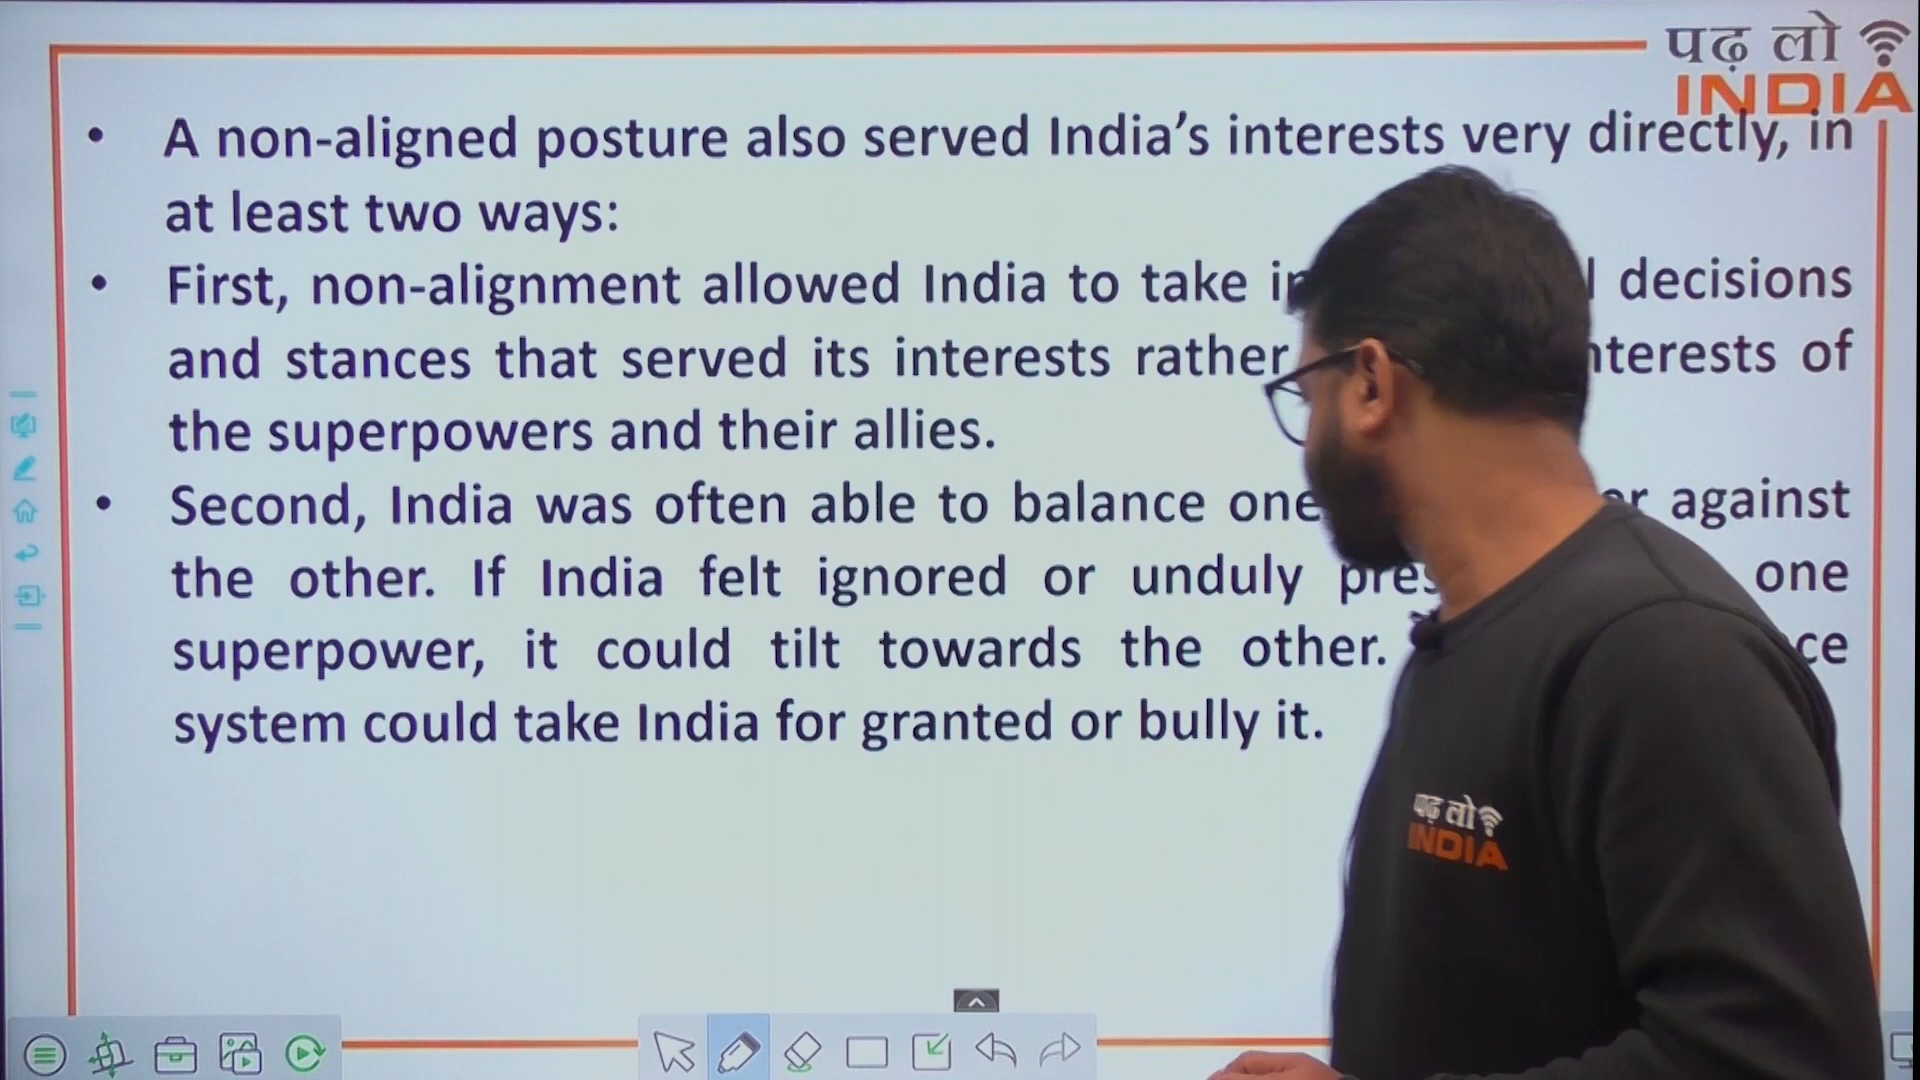 पढ़ लो
INDIA
• A non-aligned posture also served India’s interests very directly, in
at least two ways:
• First, non-alignment allowed India to take decisions
and stances that served its interests rather of
the superpowers and their allies.
• Second, India was often able to balance one against
the other. If India felt ignored or unduly one
superpower, it could tilt towards the other.
system could take India for granted or bully it.
पढ़ लो
INDIA